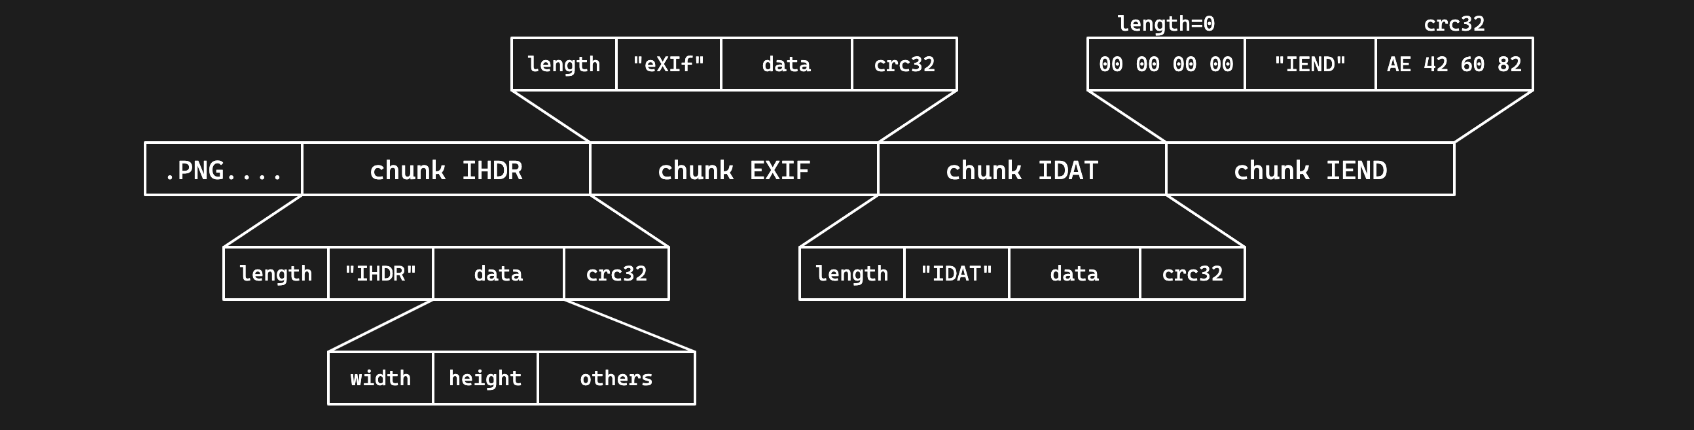 length=0 crc32
length "eXIf" data crc32
00 00 00 00 "IEND" AE 42 60 82
.PNG.... chunk IHDR chunk EXIF chunk IDAT chunk IEND
length "IHDR" data crc32
length "IDAT" data crc32
width height others